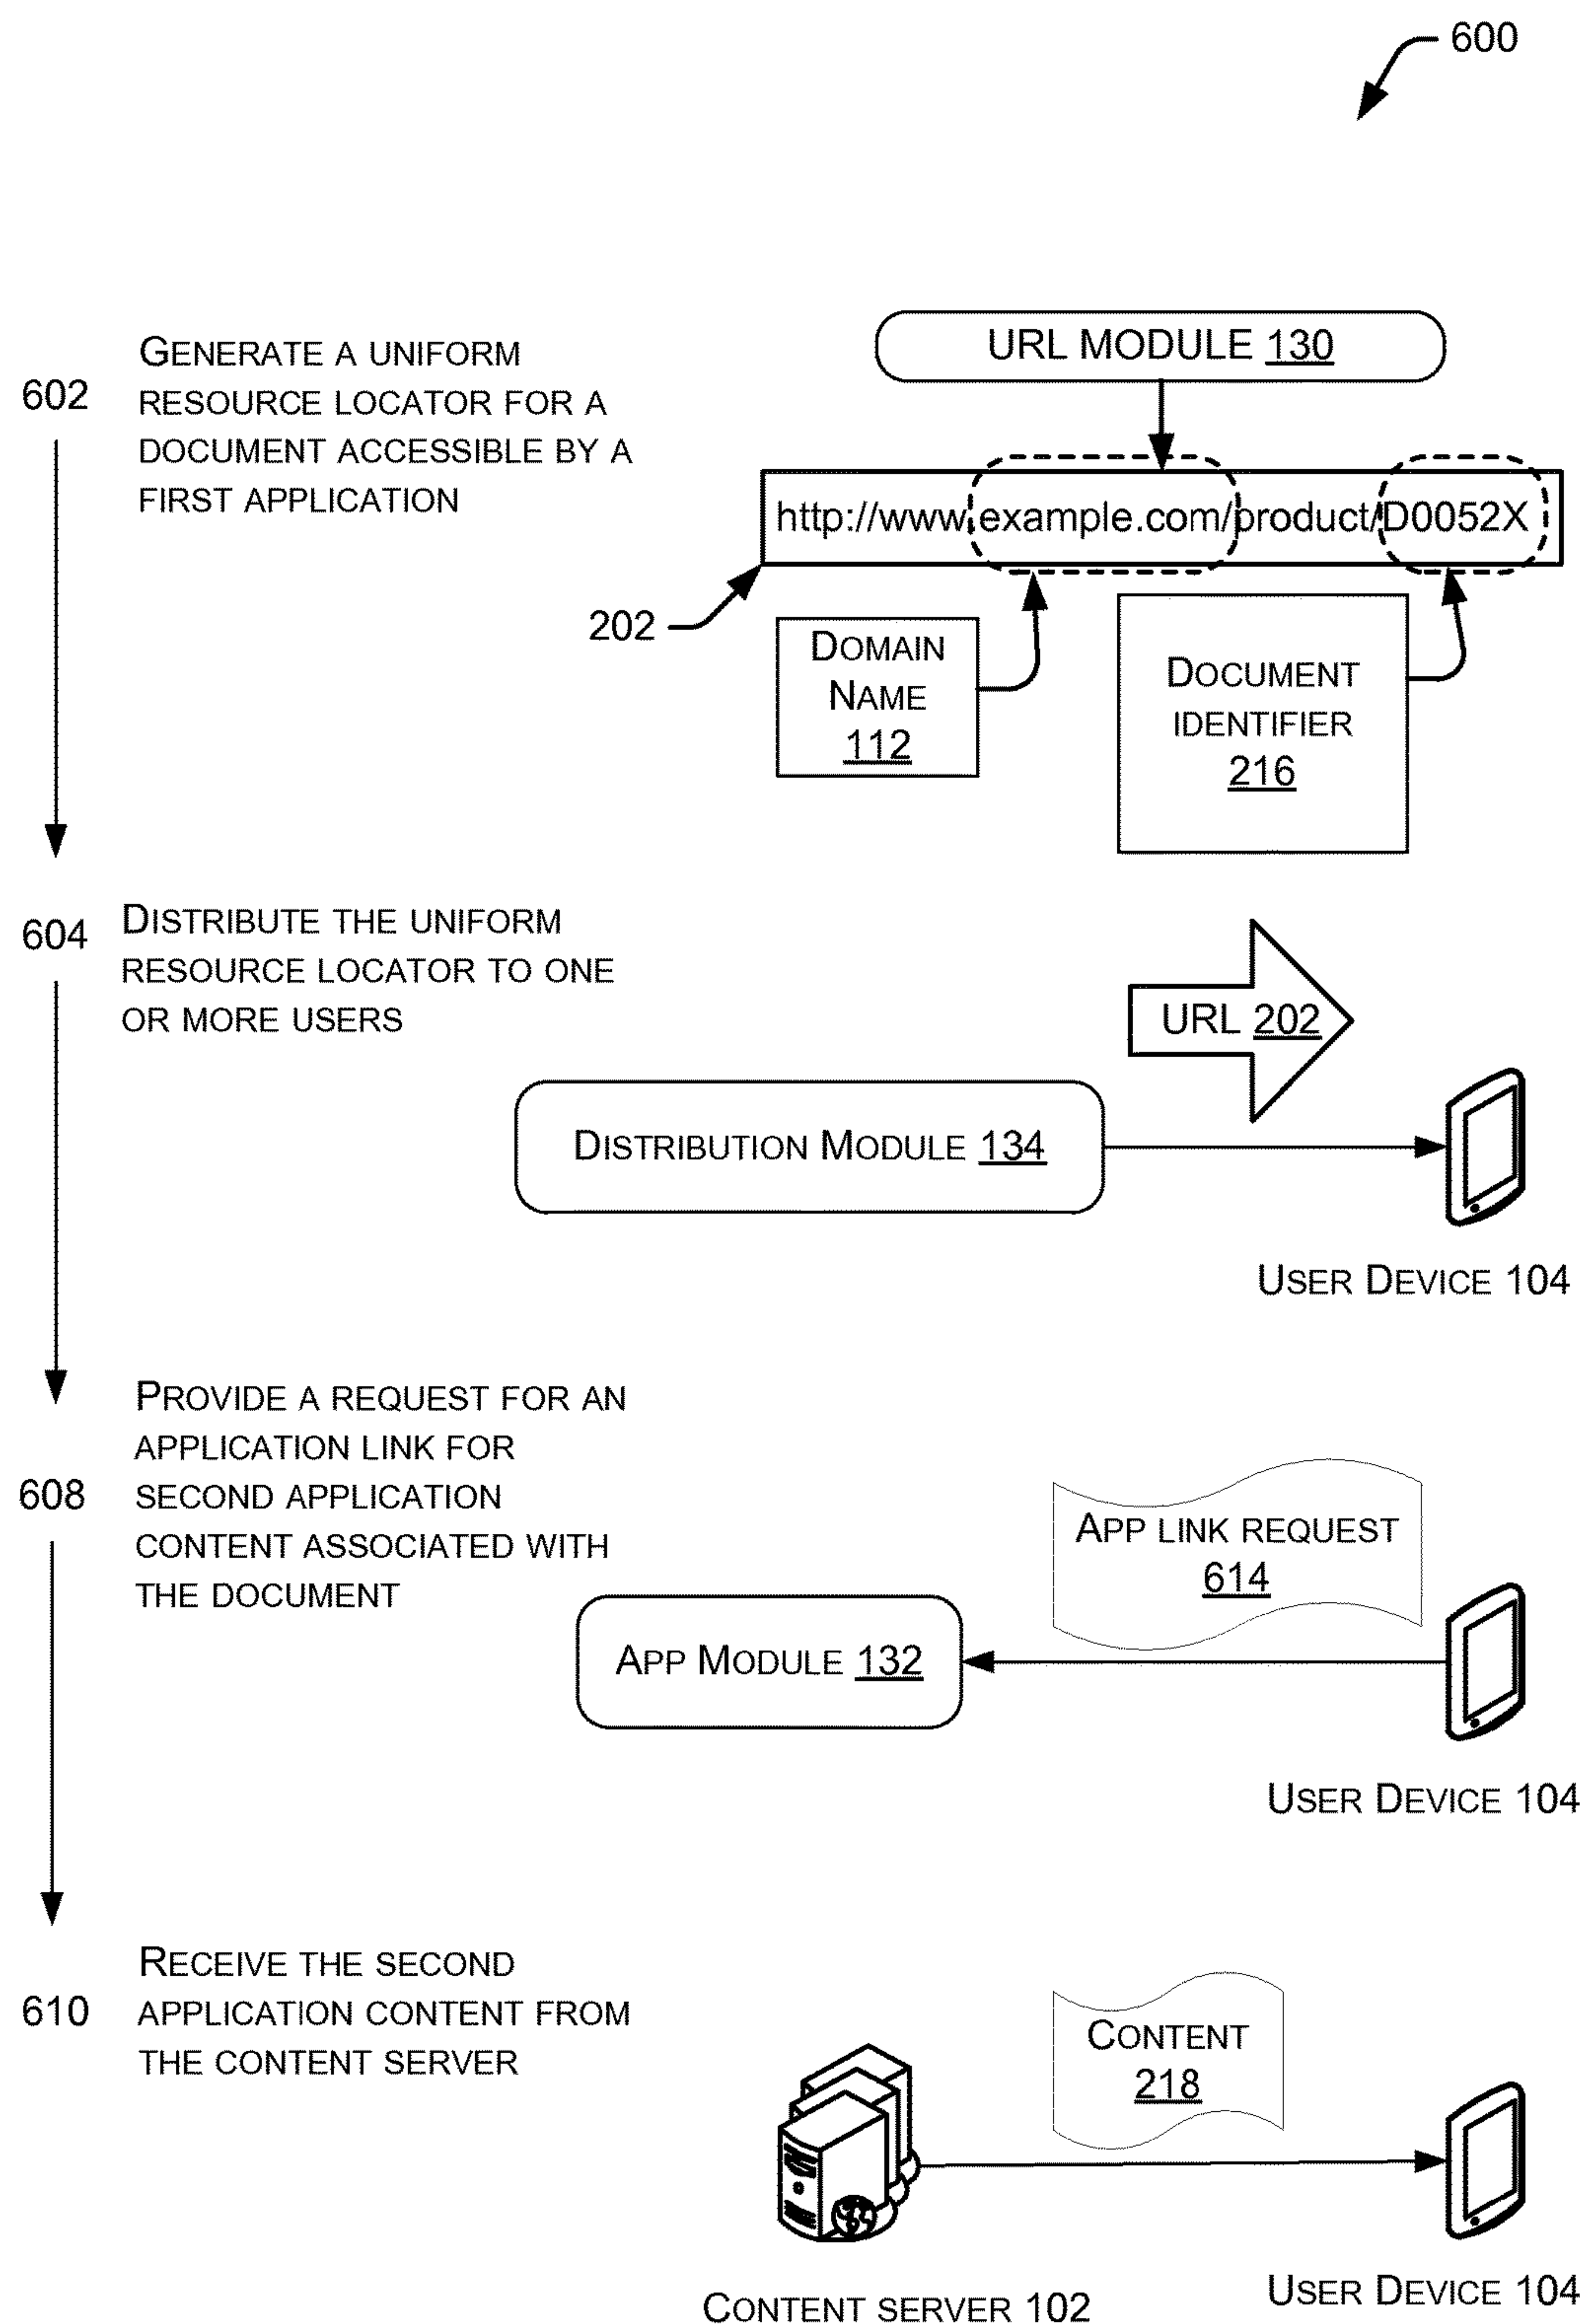 600
602
GENERATE A UNIFORM
RESOURCE LOCATOR FOR A
DOCUMENT ACCESSIBLE BY A
FIRST APPLICATION
URL MODULE 130
http://www.example.com/product/D0052X
202
DOMAIN
NAME
112
DOCUMENT
IDENTIFIER
216
604
DISTRIBUTE THE UNIFORM
RESOURCE LOCATOR TO ONE
OR MORE USERS
URL 202
DISTRIBUTION MODULE 134
USER DEVICE 104
608
PROVIDE A REQUEST FOR AN
APPLICATION LINK FOR
SECOND APPLICATION
CONTENT ASSOCIATED WITH
THE DOCUMENT
APP LINK REQUEST
614
APP MODULE 132
USER DEVICE 104
610
RECEIVE THE SECOND
APPLICATION CONTENT FROM
THE CONTENT SERVER
CONTENT
218
CONTENT SERVER 102
USER DEVICE 104